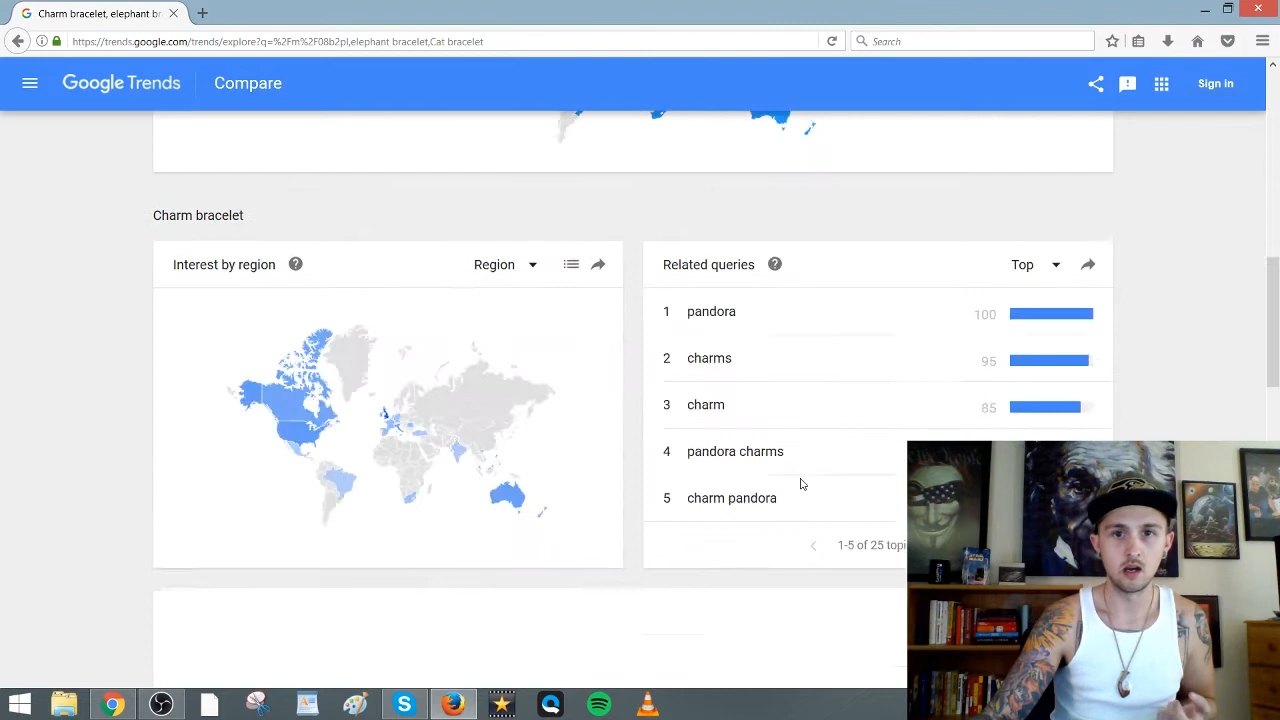 Charm bracelet, elephant br
https://trends.google.com/trends/explore?q=%2Fm%2F08b2pl,elephant bracelet,Cat bracelet
Search
Google Trends
Compare
Sign in
Charm bracelet
Interest by region
Region
Related queries
Top
1 pandora 100
2 charms 95
3 charm 85
4 pandora charms
5 charm pandora
1-5 of 25 topi